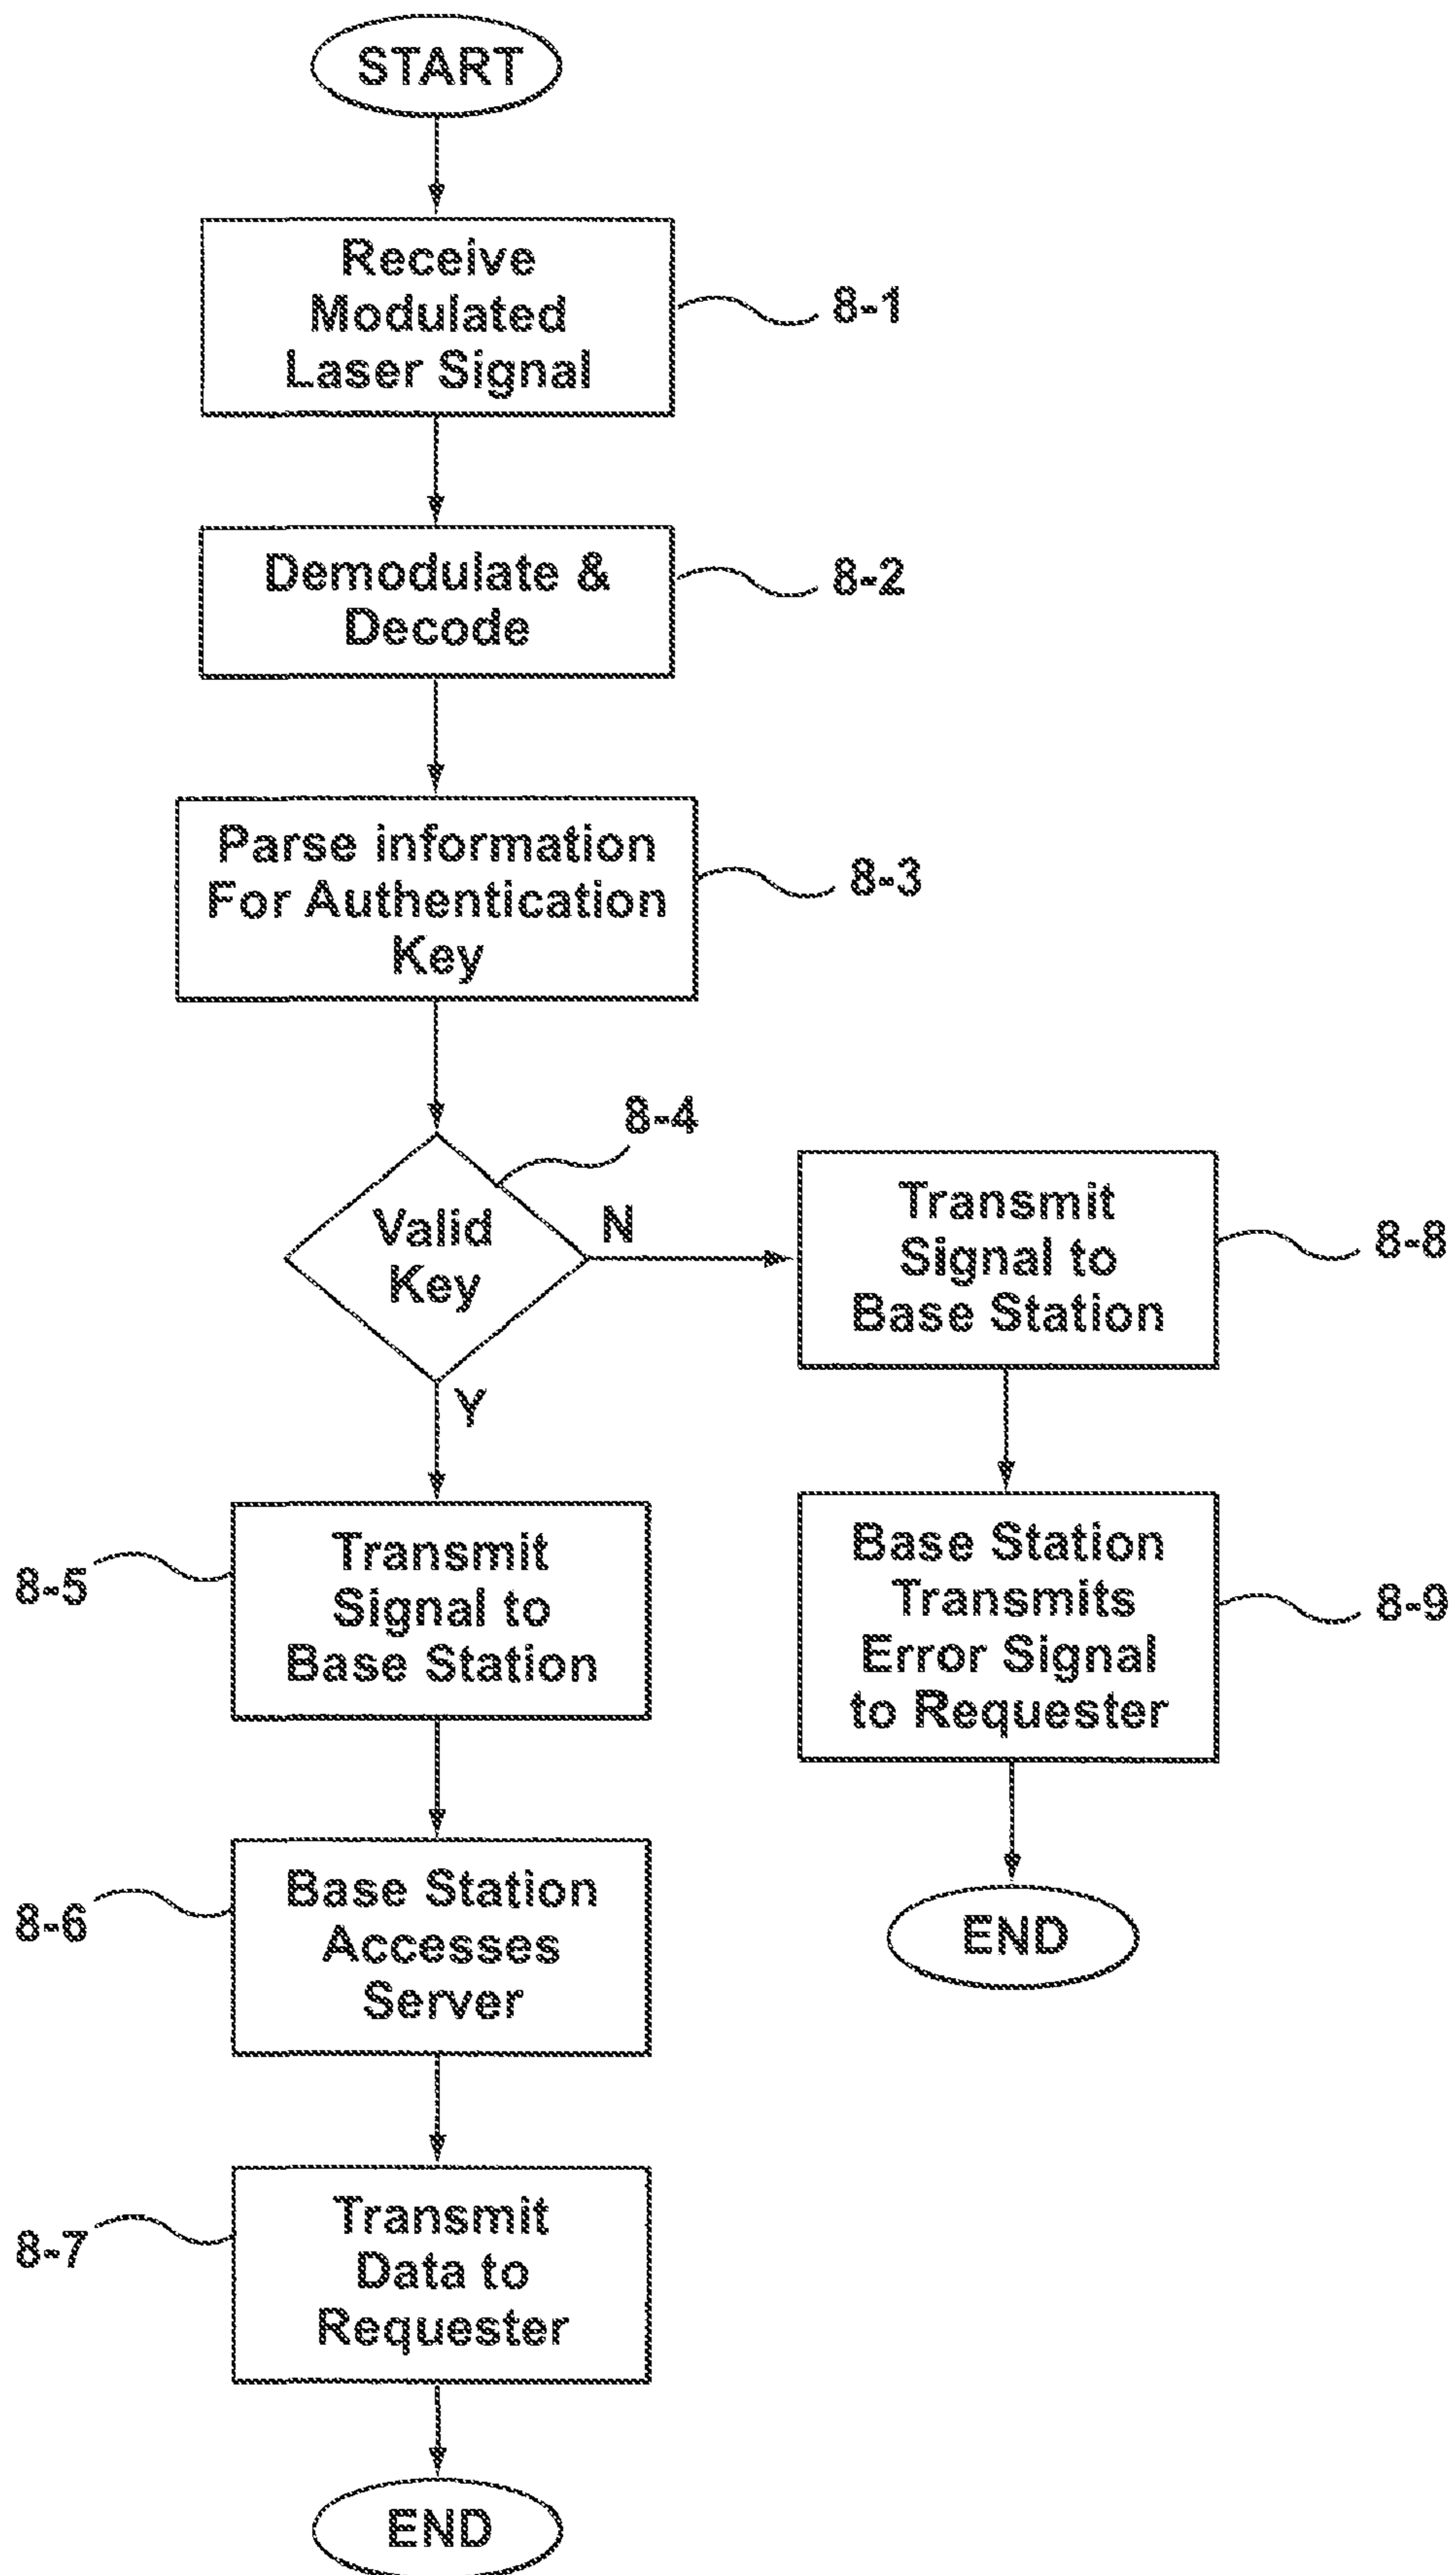 START
Receive
Modulated
Laser Signal
8-1
Demodulate &
Decode
8-2
Parse information
For Authentication
Key
8-3
8-4
Valid
Key
N
Y
Transmit
Signal to
Base Station
8-8
Transmit
Signal to
Base Station
8-5
Base Station
Transmits
Error Signal
to Requester
8-9
Base Station
Accesses
Server
8-6
END
Transmit
Data to
Requester
8-7
END